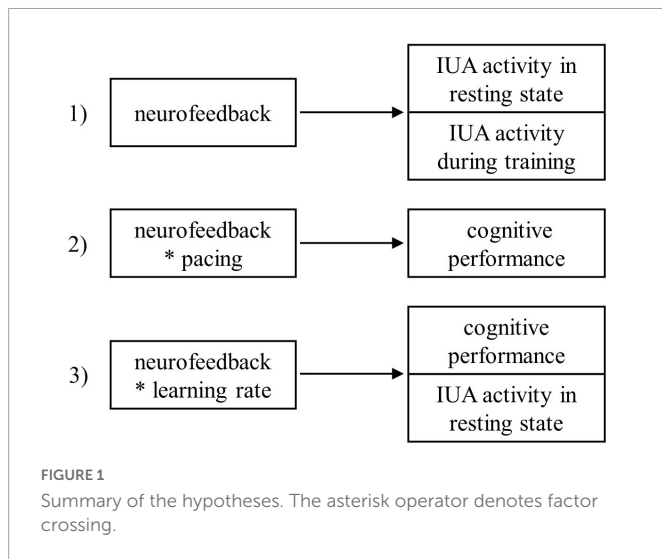 1)
neurofeedback
IUA activity in
resting state
IUA activity
during training
2)
neurofeedback
* pacing
cognitive
performance
3)
neurofeedback
* learning rate
cognitive
performance
IUA activity in
resting state
FIGURE 1
Summary of the hypotheses. The asterisk operator denotes factor
crossing.